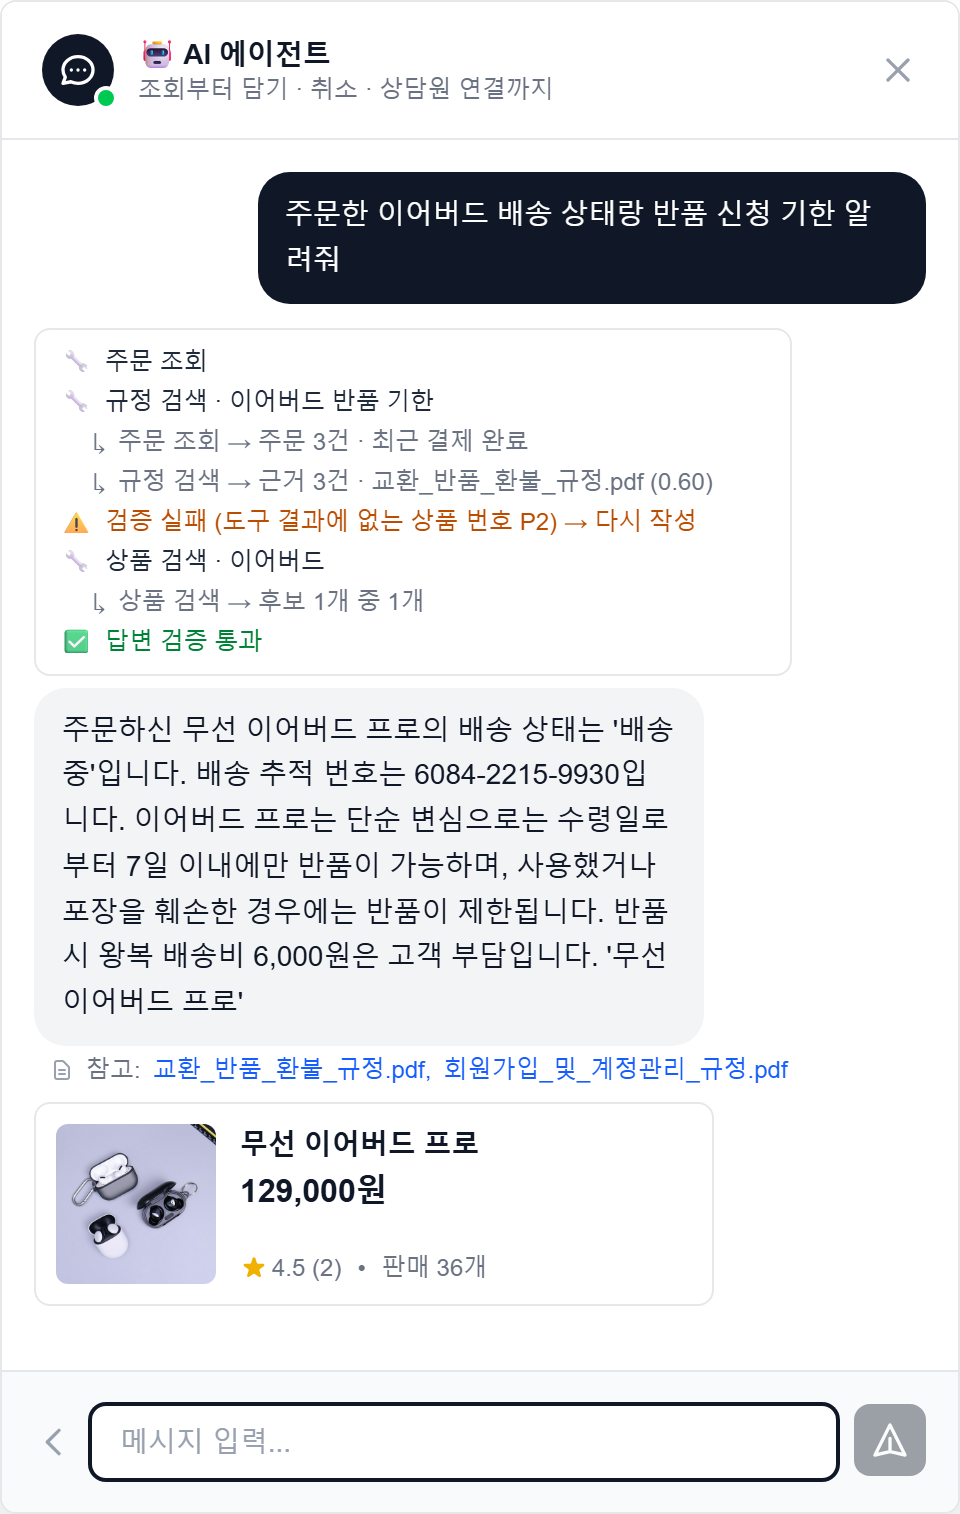 AI 에이전트
조회부터 담기 · 취소 · 상담원 연결까지
주문한 이어버드 배송 상태랑 반품 신청 기한 알
려줘
주문 조회
규정 검색 · 이어버드 반품 기한
↳ 주문 조회 → 주문 3건 · 최근 결제 완료
↳ 규정 검색 → 근거 3건 · 교환_반품_환불_규정.pdf (0.60)
검증 실패 (도구 결과에 없는 상품 번호 P2) → 다시 작성
상품 검색 · 이어버드
↳ 상품 검색 → 후보 1개 중 1개
답변 검증 통과
주문하신 무선 이어버드 프로의 배송 상태는 '배송
중'입니다. 배송 추적 번호는 6084-2215-9930입
니다. 이어버드 프로는 단순 변심으로는 수령일로
부터 7일 이내에만 반품이 가능하며, 사용했거나
포장을 훼손한 경우에는 반품이 제한됩니다. 반품
시 왕복 배송비 6,000원은 고객 부담입니다. '무선
이어버드 프로'
참고: 교환_반품_환불_규정.pdf, 회원가입_및_계정관리_규정.pdf
무선 이어버드 프로
129,000원
4.5 (2) • 판매 36개
메시지 입력...